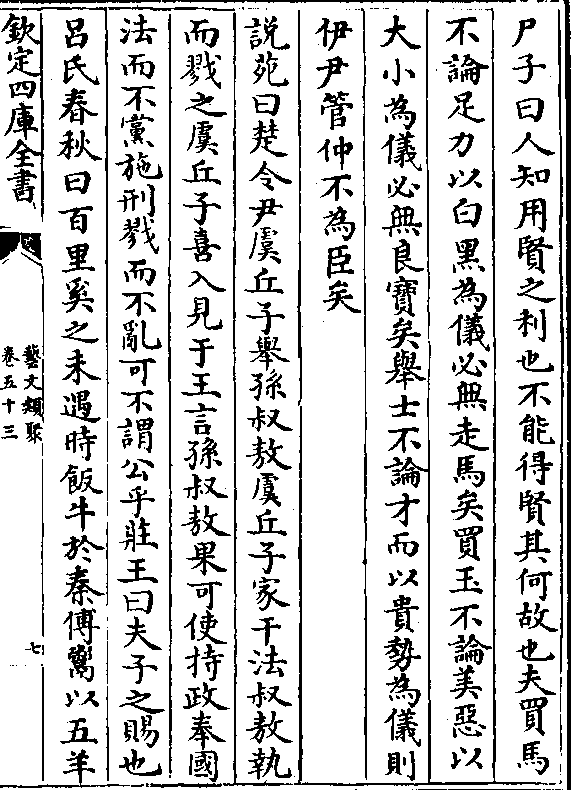 尸子曰人知用賢之利也不能得賢其何故也夫買馬
不論足力以白黑為儀必無走馬矣買玉不論美惡以
大小為儀必無良寶矣舉士不論才而以貴勢為儀則
伊尹管仲不為臣矣
説苑曰楚令尹虞丘子舉孫叔敖虞丘子家干法叔敖執
而戮之虞丘子喜入見于王言孫叔敖果可使持政奉國
法而不黨施刑戮而不亂可不謂公乎莊王曰夫子之賜也
呂氏春秋曰百里奚之未遇時飯牛於秦傅鬻以五羊
欽定四庫全書
藝文類聚
卷五十三
七